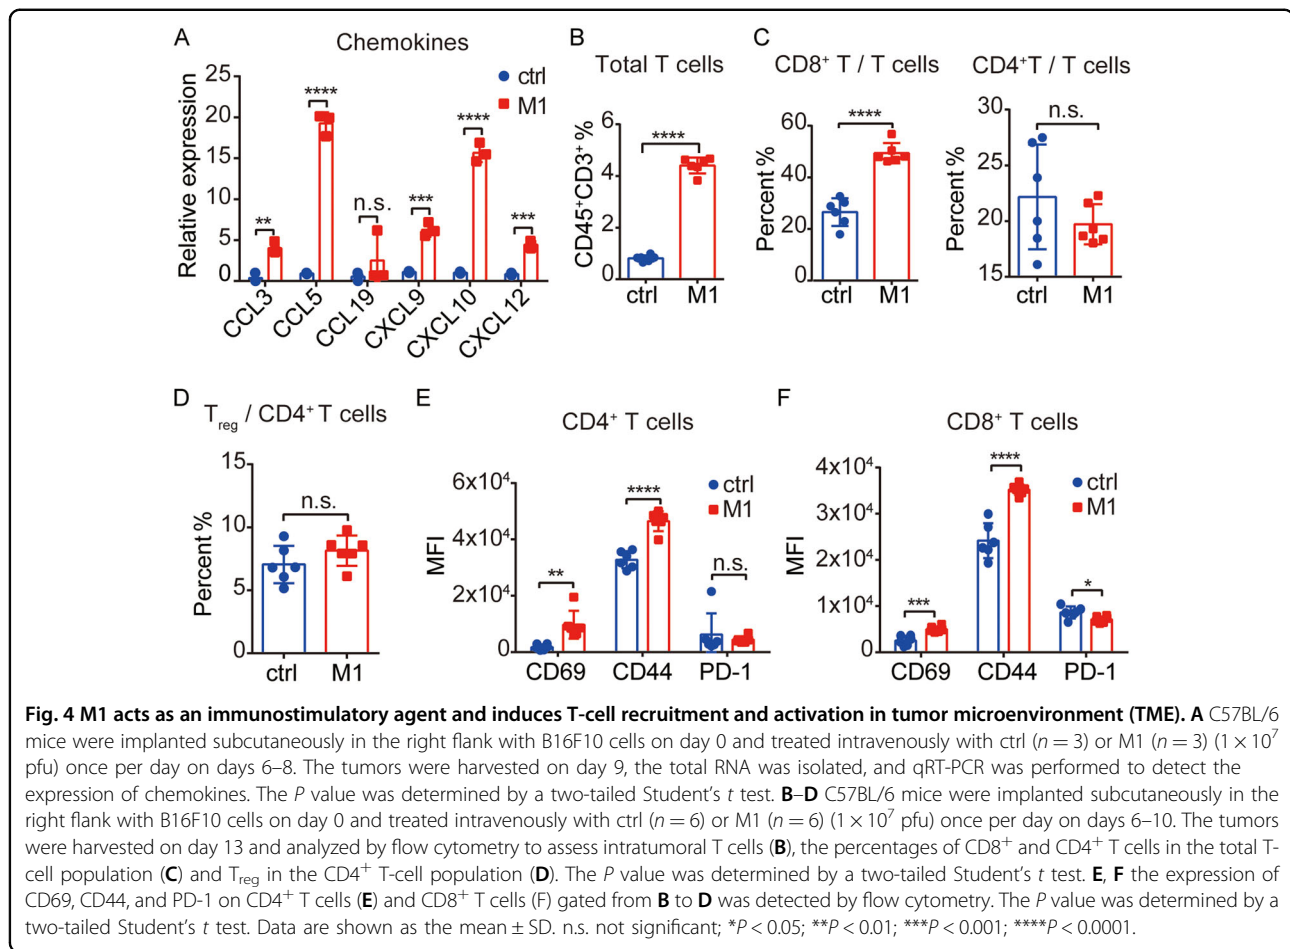 A
Chemokines
ctrl
M1
Relative expression
25
20
15
10
5
0
**
****
n.s.
***
****
***
CCL3
CCL5
CCL19
CXCL9
CXCL10
CXCL12
B
Total T cells
CD45⁺CD3⁺ %
6
4
2
0
****
ctrl
M1
C
CD8⁺ T / T cells
Percent %
60
40
20
0
****
ctrl
M1
CD4⁺T / T cells
Percent %
30
25
20
15
n.s.
ctrl
M1
D
Treg / CD4⁺ T cells
Percent %
15
10
5
0
n.s.
ctrl
M1
E
CD4⁺ T cells
MFI
6x10⁴
4x10⁴
2x10⁴
0
**
****
n.s.
ctrl
M1
CD69 CD44 PD-1
F
CD8⁺ T cells
MFI
4x10⁴
3x10⁴
2x10⁴
1x10⁴
0
***
****
*
ctrl
M1
CD69 CD44 PD-1
Fig. 4 M1 acts as an immunostimulatory agent and induces T-cell recruitment and activation in tumor microenvironment (TME). A C57BL/6
mice were implanted subcutaneously in the right flank with B16F10 cells on day 0 and treated intravenously with ctrl (n = 3) or M1 (n = 3) (1 × 10⁷
pfu) once per day on days 6–8. The tumors were harvested on day 9, the total RNA was isolated, and qRT-PCR was performed to detect the
expression of chemokines. The P value was determined by a two-tailed Student's t test. B–D C57BL/6 mice were implanted subcutaneously in the
right flank with B16F10 cells on day 0 and treated intravenously with ctrl (n = 6) or M1 (n = 6) (1 × 10⁷ pfu) once per day on days 6–10. The tumors
were harvested on day 13 and analyzed by flow cytometry to assess intratumoral T cells (B), the percentages of CD8⁺ and CD4⁺ T cells in the total T-
cell population (C) and Treg in the CD4⁺ T-cell population (D). The P value was determined by a two-tailed Student's t test. E, F the expression of
CD69, CD44, and PD-1 on CD4⁺ T cells (E) and CD8⁺ T cells (F) gated from B to D was detected by flow cytometry. The P value was determined by a
two-tailed Student's t test. Data are shown as the mean ± SD. n.s. not significant; *P < 0.05; **P < 0.01; ***P < 0.001; ****P < 0.0001.